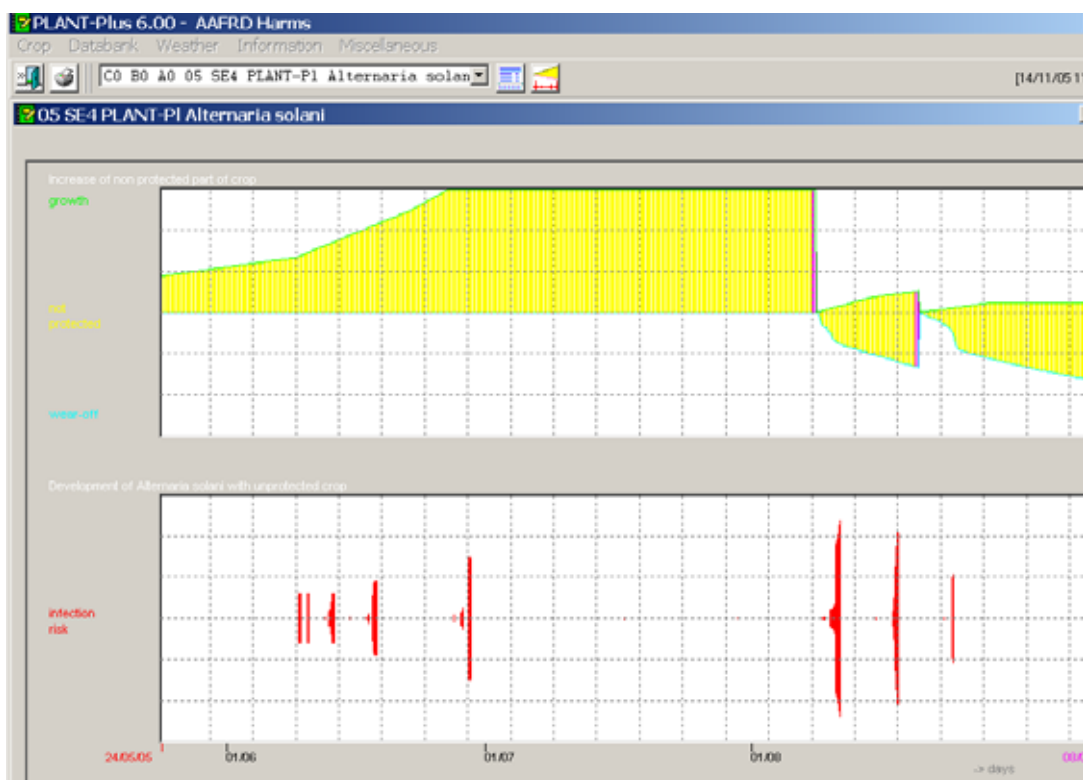 PLANT-Plus 6.00 - AAFRD Harms
Crop Databank Weather Information Miscellaneous
C0 B0 A0 05 SE4 PLANT-Pl Alternaria solan
[14/11/05 1
05 SE4 PLANT-Pl Alternaria solani
Increase of non protected part of crop
growth
not
protected
wear-off
Development of Alternaria solani with unprotected crop
infection
risk
24/05/05 01/06 01/07 01/08
-> days